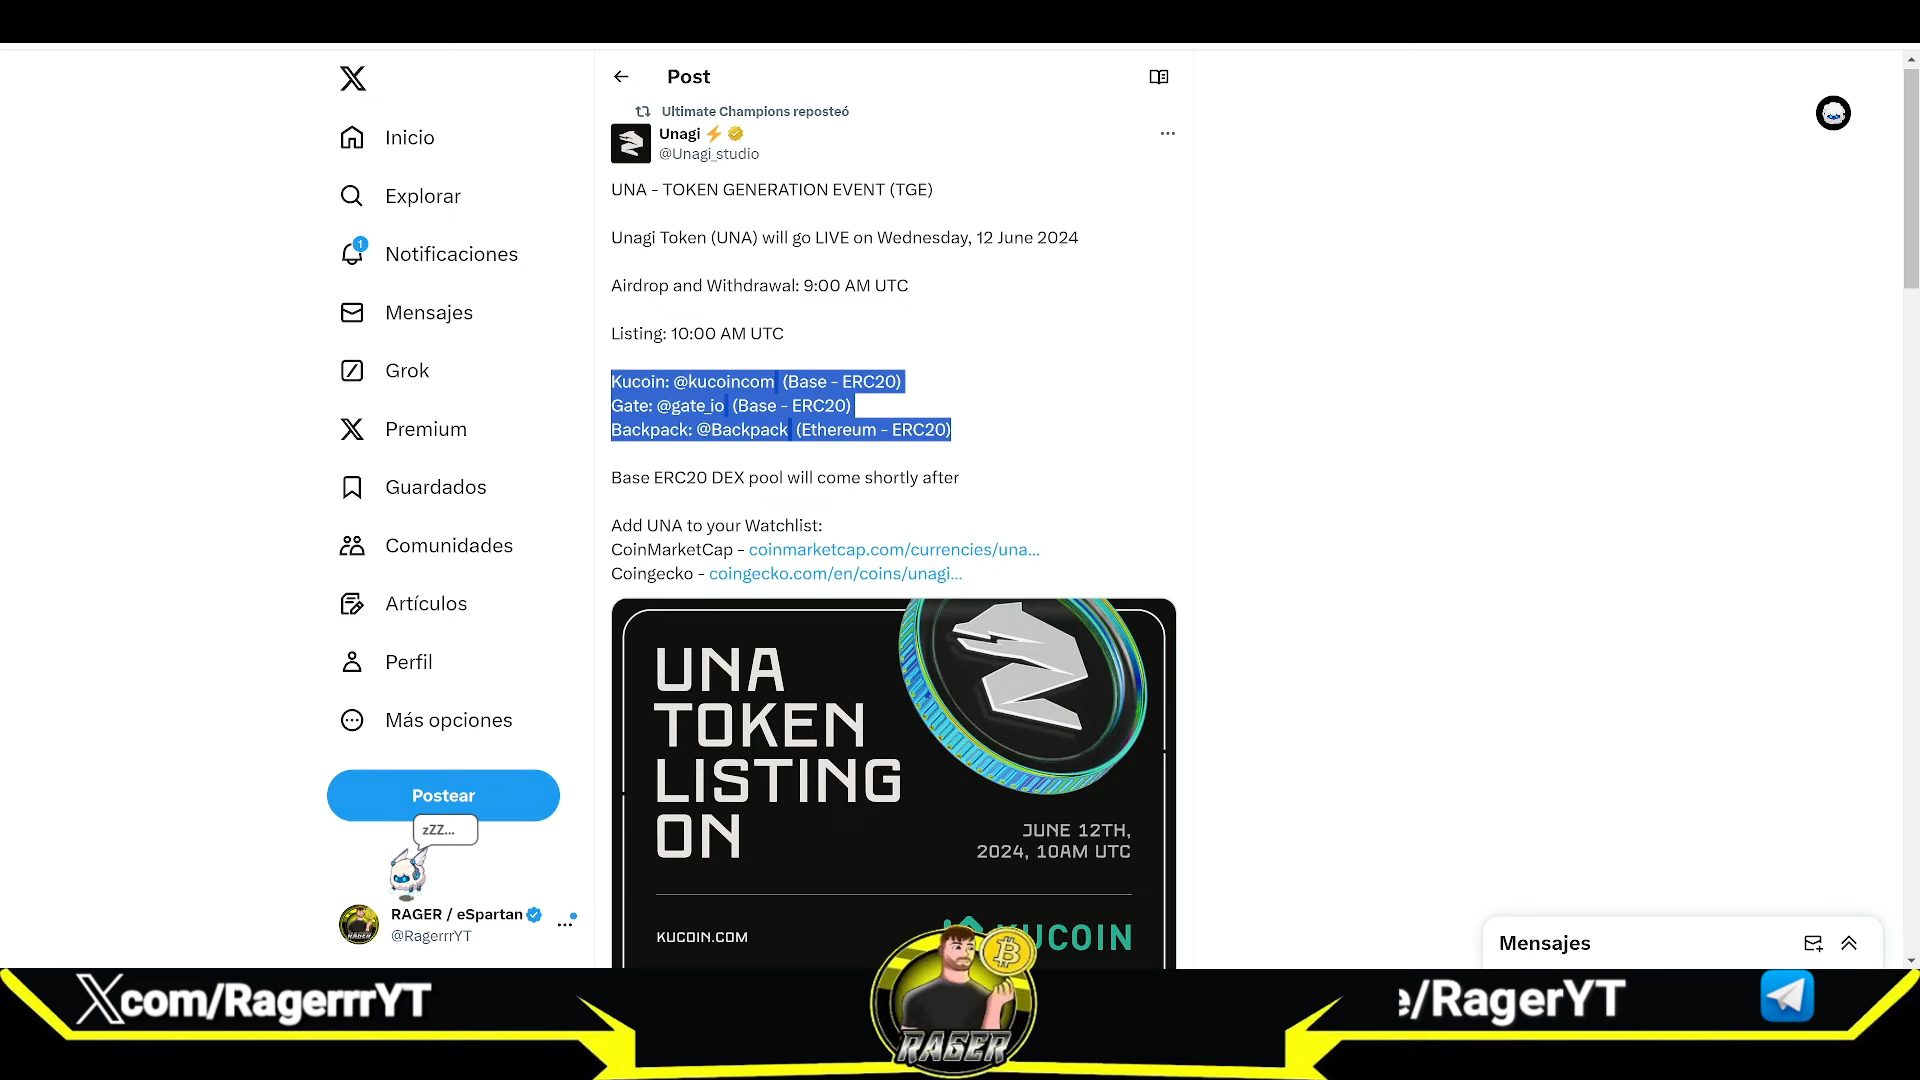 Post
Ultimate Champions reposteó
Unagi
@Unagi_studio
Inicio
Explorar
1
Notificaciones
Mensajes
Grok
Premium
Guardados
Comunidades
Artículos
Perfil
Más opciones
Postear
zZZ...
RAGER / eSpartan
@RagerrrYT
UNA - TOKEN GENERATION EVENT (TGE)
Unagi Token (UNA) will go LIVE on Wednesday, 12 June 2024
Airdrop and Withdrawal: 9:00 AM UTC
Listing: 10:00 AM UTC
Kucoin: @kucoincom (Base - ERC20)
Gate: @gate_io (Base - ERC20)
Backpack: @Backpack (Ethereum - ERC20)
Base ERC20 DEX pool will come shortly after
Add UNA to your Watchlist:
CoinMarketCap - coinmarketcap.com/currencies/una...
Coingecko - coingecko.com/en/coins/unagi...
UNA
TOKEN
LISTING
ON
JUNE 12TH,
2024, 10AM UTC
KUCOIN.COM
KUCOIN
Mensajes
Xcom/RagerrrYT
RAGER
e/RagerYT